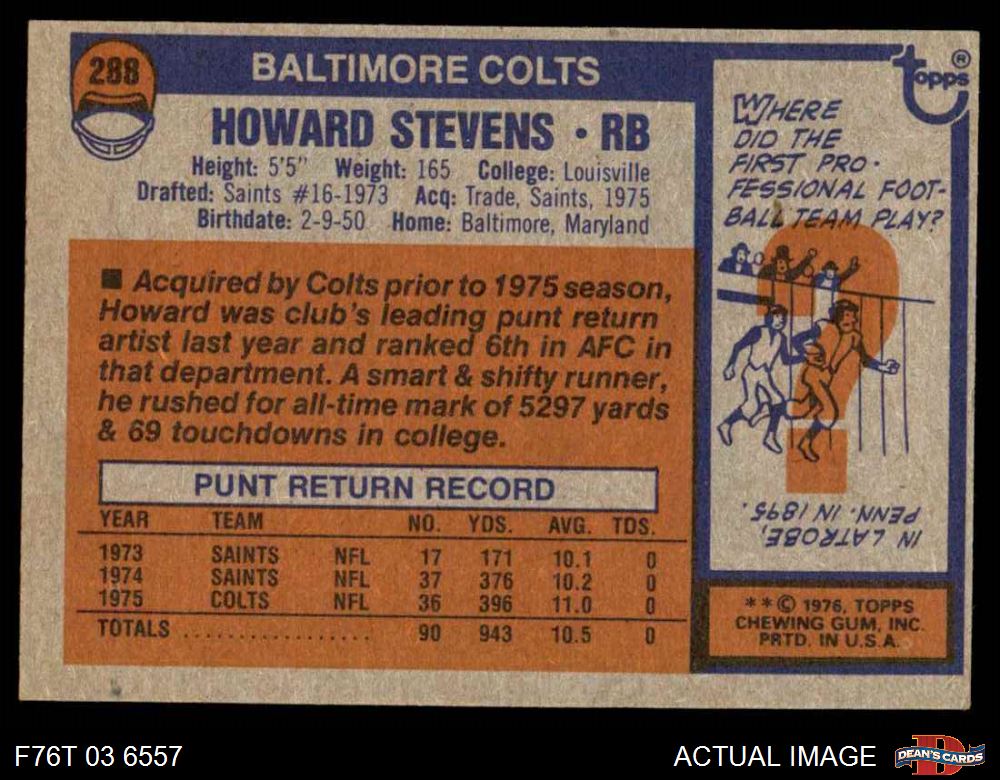 288
BALTIMORE COLTS
HOWARD STEVENS • RB
Height: 5'5" Weight: 165 College: Louisville
Drafted: Saints #16-1973 Acq: Trade, Saints, 1975
Birthdate: 2-9-50 Home: Baltimore, Maryland
■ Acquired by Colts prior to 1975 season,
Howard was club's leading punt return
artist last year and ranked 6th in AFC in
that department. A smart & shifty runner,
he rushed for all-time mark of 5297 yards
& 69 touchdowns in college.
PUNT RETURN RECORD
YEAR TEAM NO. YDS. AVG. TDS.
1973 SAINTS NFL 17 171 10.1 0
1974 SAINTS NFL 37 376 10.2 0
1975 COLTS NFL 36 396 11.0 0
TOTALS .................. 90 943 10.5 0
topps®
WHERE
DID THE
FIRST PRO-
FESSIONAL FOOT-
BALL TEAM PLAY?
?
IN LATROBE,
PENN. IN 1895.
**© 1976, TOPPS
CHEWING GUM, INC.
PRTD. IN U.S.A.
F76T 03 6557
ACTUAL IMAGE
D
DEAN'S CARDS